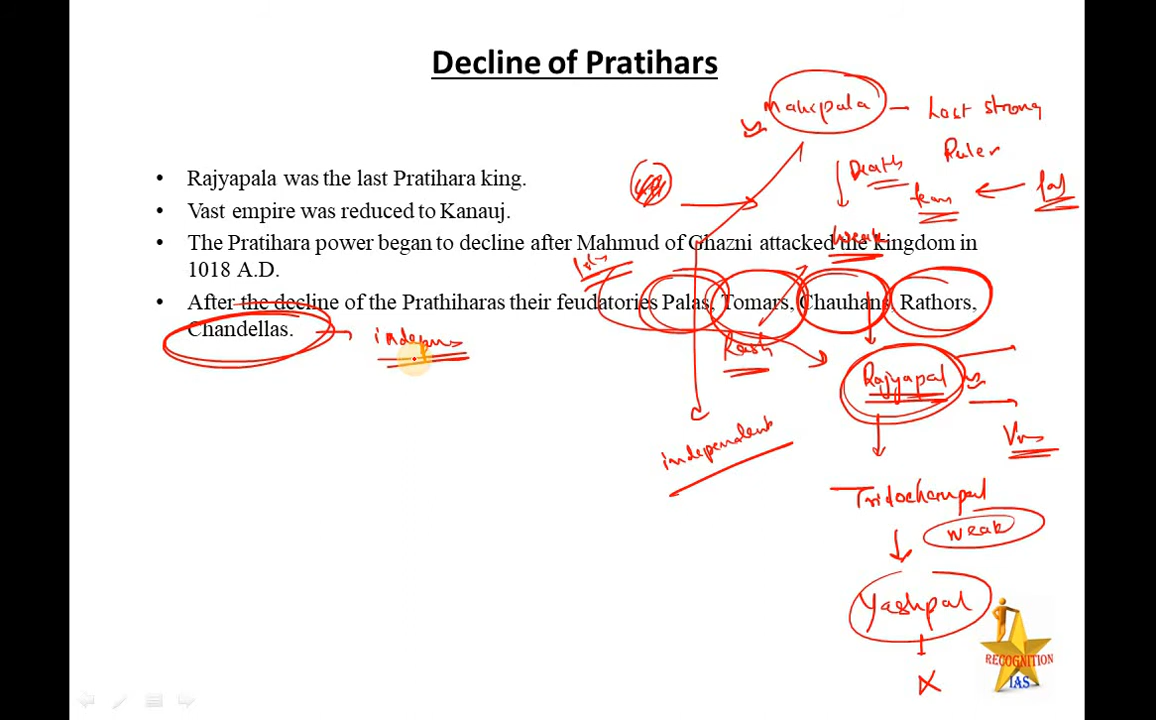 Decline of Pratihars
Mahipala – Last strong
Ruler
Death
• Rajyapala was the last Pratihara king.
• Vast empire was reduced to Kanauj.
weak
• The Pratihara power began to decline after Mahmud of Ghazni attacked the kingdom in
1018 A.D.
• After the decline of the Prathiharas their feudatories Palas, Tomars, Chauhans, Rathors,
Chandellas.
Rajyapal
independent
weak
Yashpal
X
RECOGNITION
IAS